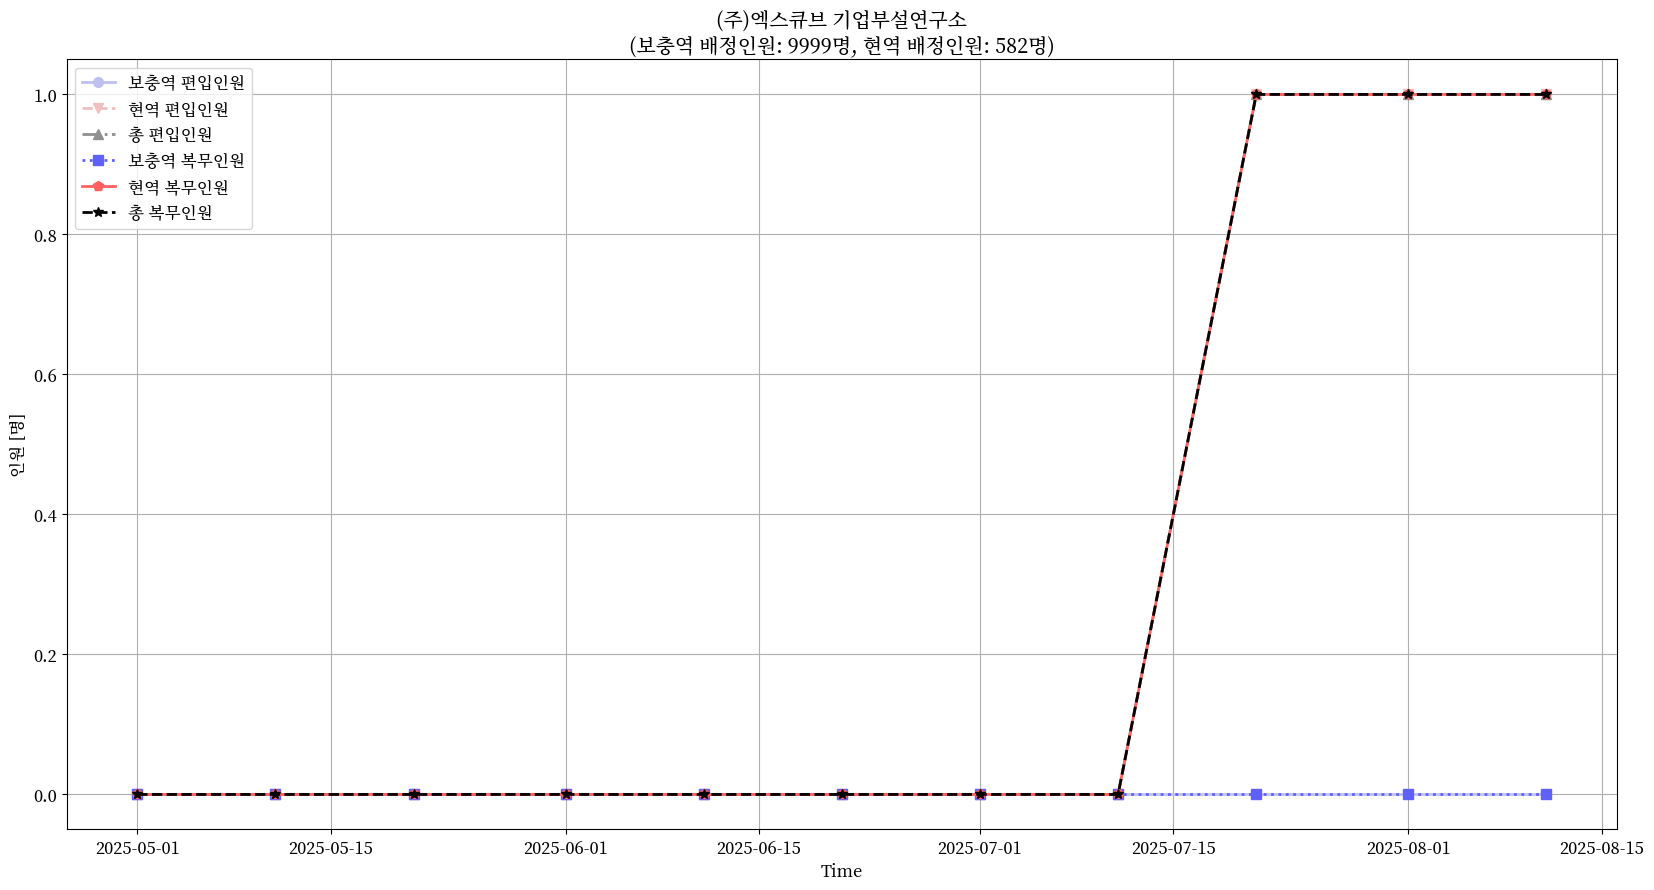 (주)엑스큐브 기업부설연구소
(보충역 배정인원: 9999명, 현역 배정인원: 582명)
보충역 편입인원
현역 편입인원
총 편입인원
보충역 복무인원
현역 복무인원
총 복무인원
인원 [명]
1.0
0.8
0.6
0.4
0.2
0.0
2025-05-01
2025-05-15
2025-06-01
2025-06-15
2025-07-01
2025-07-15
2025-08-01
2025-08-15
Time